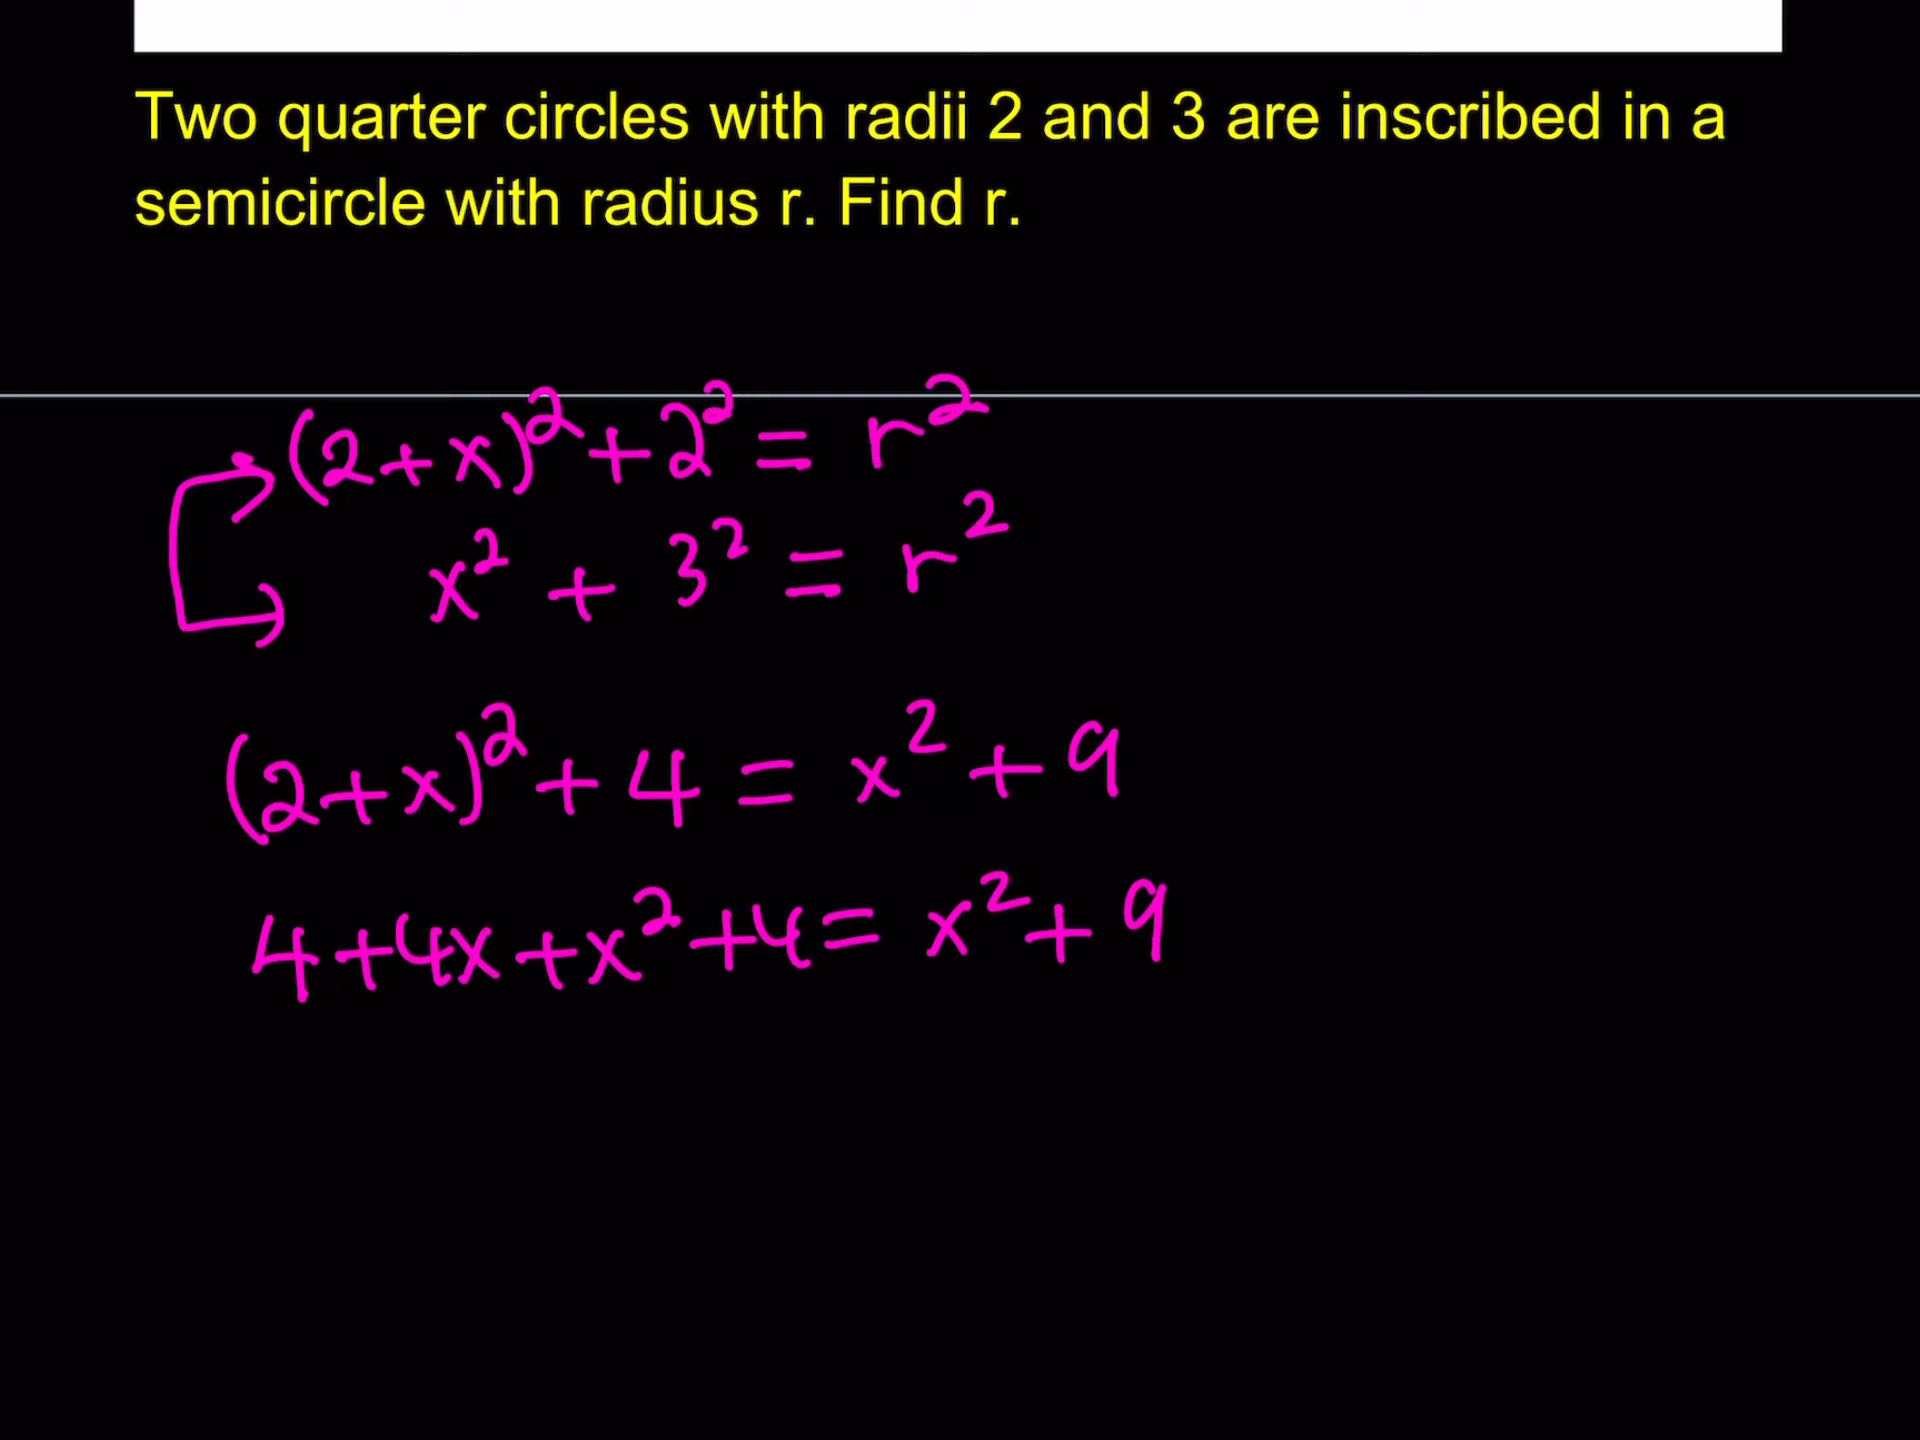 Two quarter circles with radii 2 and 3 are inscribed in a
semicircle with radius r. Find r.
(2+x)²+2² = r²
x² + 3² = r²
(2+x)²+4 = x²+9
4+4x+x²+4= x²+9